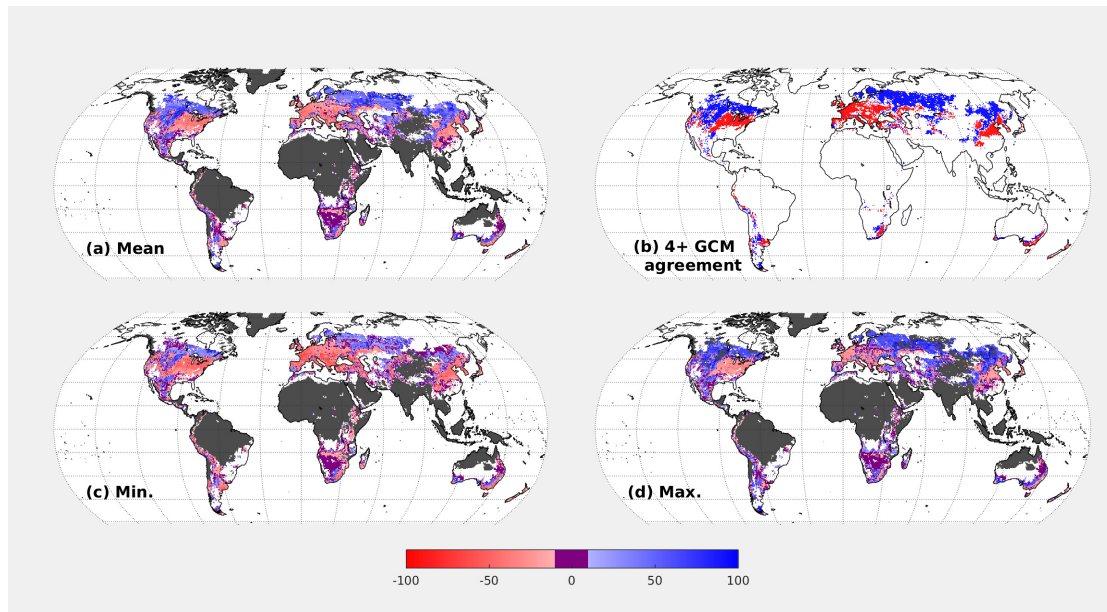 (a) Mean
(b) 4+ GCM
agreement
(c) Min.
(d) Max.
-100
-50
0
50
100